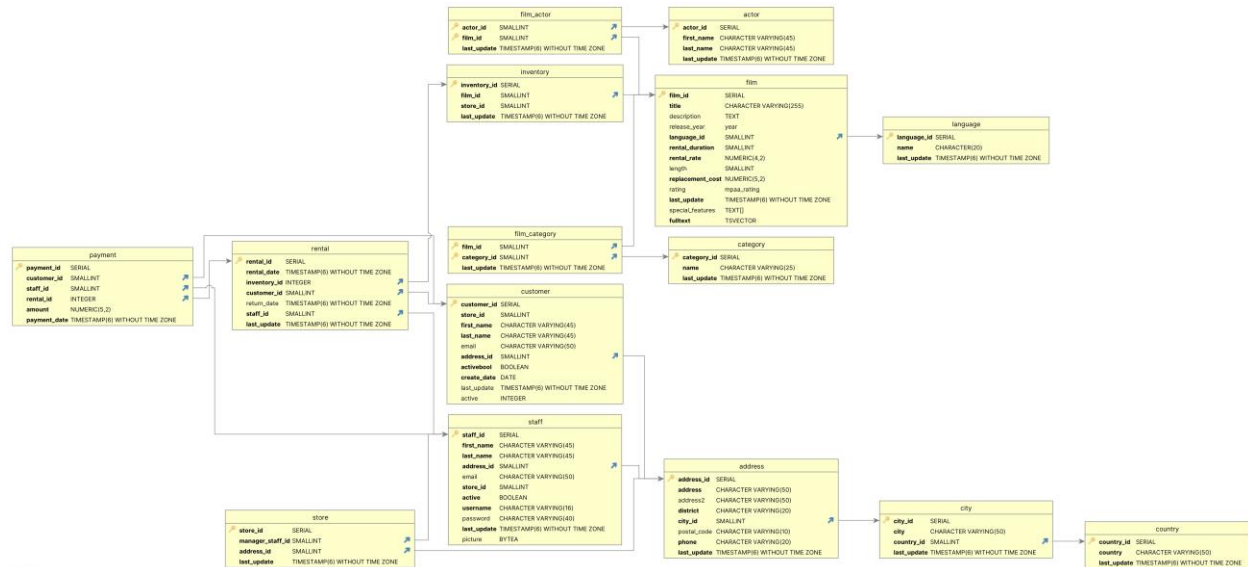 film_actor
actor_id SMALLINT
film_id SMALLINT
last_update TIMESTAMP(6) WITHOUT TIME ZONE
actor
actor_id SERIAL
first_name CHARACTER VARYING(45)
last_name CHARACTER VARYING(45)
last_update TIMESTAMP(6) WITHOUT TIME ZONE
inventory
inventory_id SERIAL
film_id SMALLINT
store_id SMALLINT
last_update TIMESTAMP(6) WITHOUT TIME ZONE
film
film_id SERIAL
title CHARACTER VARYING(255)
description TEXT
release_year year
language_id SMALLINT
rental_duration SMALLINT
rental_rate NUMERIC(4,2)
length SMALLINT
replacement_cost NUMERIC(5,2)
rating mpaa_rating
last_update TIMESTAMP(6) WITHOUT TIME ZONE
special_features TEXT[]
fulltext TSVECTOR
language
language_id SERIAL
name CHARACTER(20)
last_update TIMESTAMP(6) WITHOUT TIME ZONE
film_category
film_id SMALLINT
category_id SMALLINT
last_update TIMESTAMP(6) WITHOUT TIME ZONE
category
category_id SERIAL
name CHARACTER VARYING(25)
last_update TIMESTAMP(6) WITHOUT TIME ZONE
payment
payment_id SERIAL
customer_id SMALLINT
staff_id SMALLINT
rental_id INTEGER
amount NUMERIC(5,2)
payment_date TIMESTAMP(6) WITHOUT TIME ZONE
rental
rental_id SERIAL
rental_date TIMESTAMP(6) WITHOUT TIME ZONE
inventory_id INTEGER
customer_id SMALLINT
return_date TIMESTAMP(6) WITHOUT TIME ZONE
staff_id SMALLINT
last_update TIMESTAMP(6) WITHOUT TIME ZONE
customer
customer_id SERIAL
store_id SMALLINT
first_name CHARACTER VARYING(45)
last_name CHARACTER VARYING(45)
email CHARACTER VARYING(50)
address_id SMALLINT
activebool BOOLEAN
create_date DATE
last_update TIMESTAMP(6) WITHOUT TIME ZONE
active INTEGER
staff
staff_id SERIAL
first_name CHARACTER VARYING(45)
last_name CHARACTER VARYING(45)
address_id SMALLINT
email CHARACTER VARYING(50)
store_id SMALLINT
active BOOLEAN
username CHARACTER VARYING(16)
password CHARACTER VARYING(40)
last_update TIMESTAMP(6) WITHOUT TIME ZONE
picture BYTEA
store
store_id SERIAL
manager_staff_id SMALLINT
address_id SMALLINT
last_update TIMESTAMP(6) WITHOUT TIME ZONE
address
address_id SERIAL
address CHARACTER VARYING(50)
address2 CHARACTER VARYING(50)
district CHARACTER VARYING(20)
city_id SMALLINT
postal_code CHARACTER VARYING(10)
phone CHARACTER VARYING(20)
last_update TIMESTAMP(6) WITHOUT TIME ZONE
city
city_id SERIAL
city CHARACTER VARYING(50)
country_id SMALLINT
last_update TIMESTAMP(6) WITHOUT TIME ZONE
country
country_id SERIAL
country CHARACTER VARYING(50)
last_update TIMESTAMP(6) WITHOUT TIME ZONE